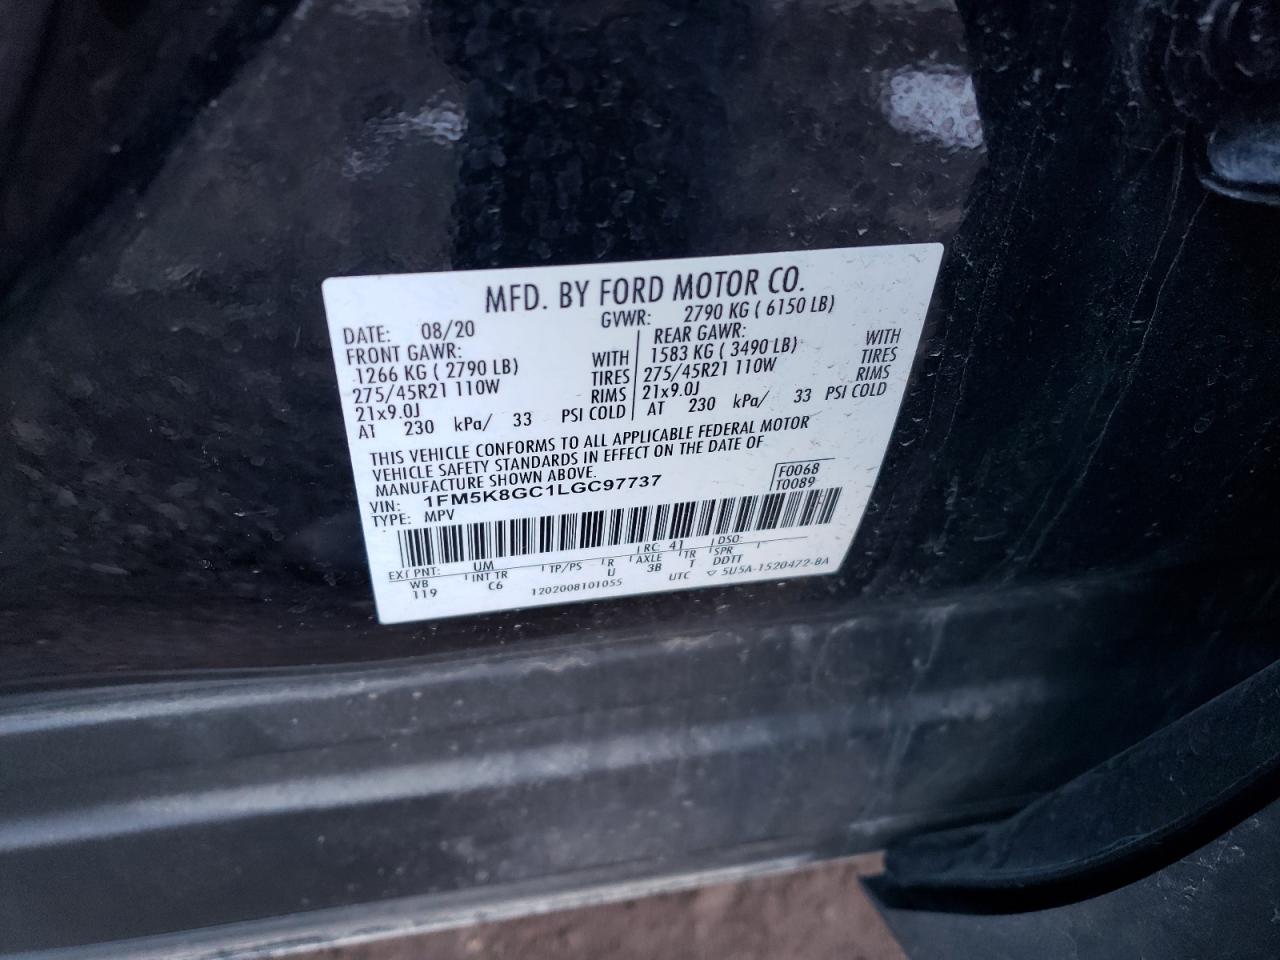 MFD. BY FORD MOTOR CO.
DATE: 08/20 GVWR: 2790 KG ( 6150 LB)
FRONT GAWR: REAR GAWR:
1266 KG ( 2790 LB) WITH 1583 KG ( 3490 LB) WITH
275/45R21 110W TIRES 275/45R21 110W TIRES
21x9.0J RIMS 21x9.0J RIMS
AT 230 kPa/ 33 PSI COLD AT 230 kPa/ 33 PSI COLD
THIS VEHICLE CONFORMS TO ALL APPLICABLE FEDERAL MOTOR
VEHICLE SAFETY STANDARDS IN EFFECT ON THE DATE OF
MANUFACTURE SHOWN ABOVE.
VIN: 1FM5K8GC1LGC97737 F0068
TYPE: MPV T0089
EXT PNT: UM RC: 41 DSO:
WB INT TR TP/PS R AXLE TR SPR
119 C6 U 3B T DDTT
1202008101055 UTC ▽ 5U5A-1520472-BA